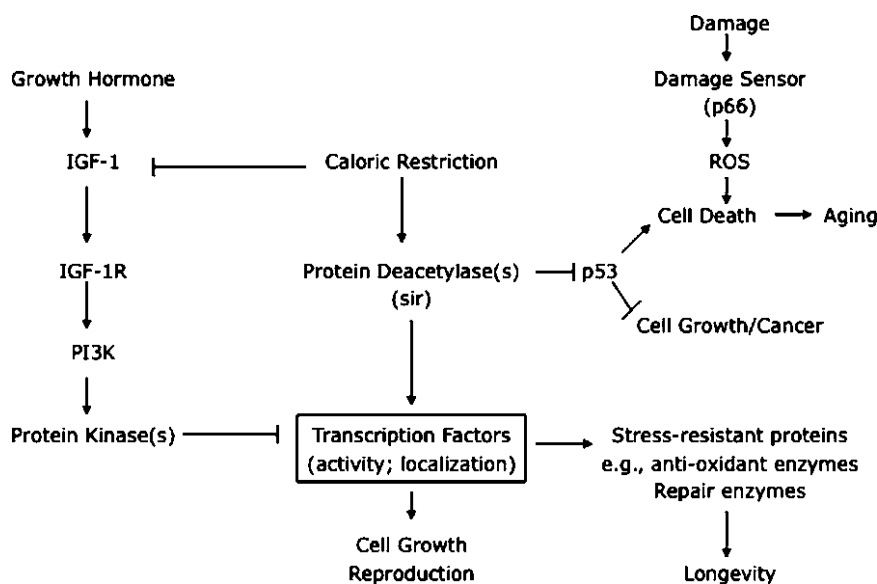 Damage
Growth Hormone
Damage Sensor
(p66)
IGF-1
Caloric Restriction
ROS
Cell Death
Aging
IGF-1R
Protein Deacetylase(s)
(sir)
p53
Cell Growth/Cancer
PI3K
Protein Kinase(s)
Transcription Factors
(activity; localization)
Stress-resistant proteins
e.g., anti-oxidant enzymes
Repair enzymes
Cell Growth
Reproduction
Longevity